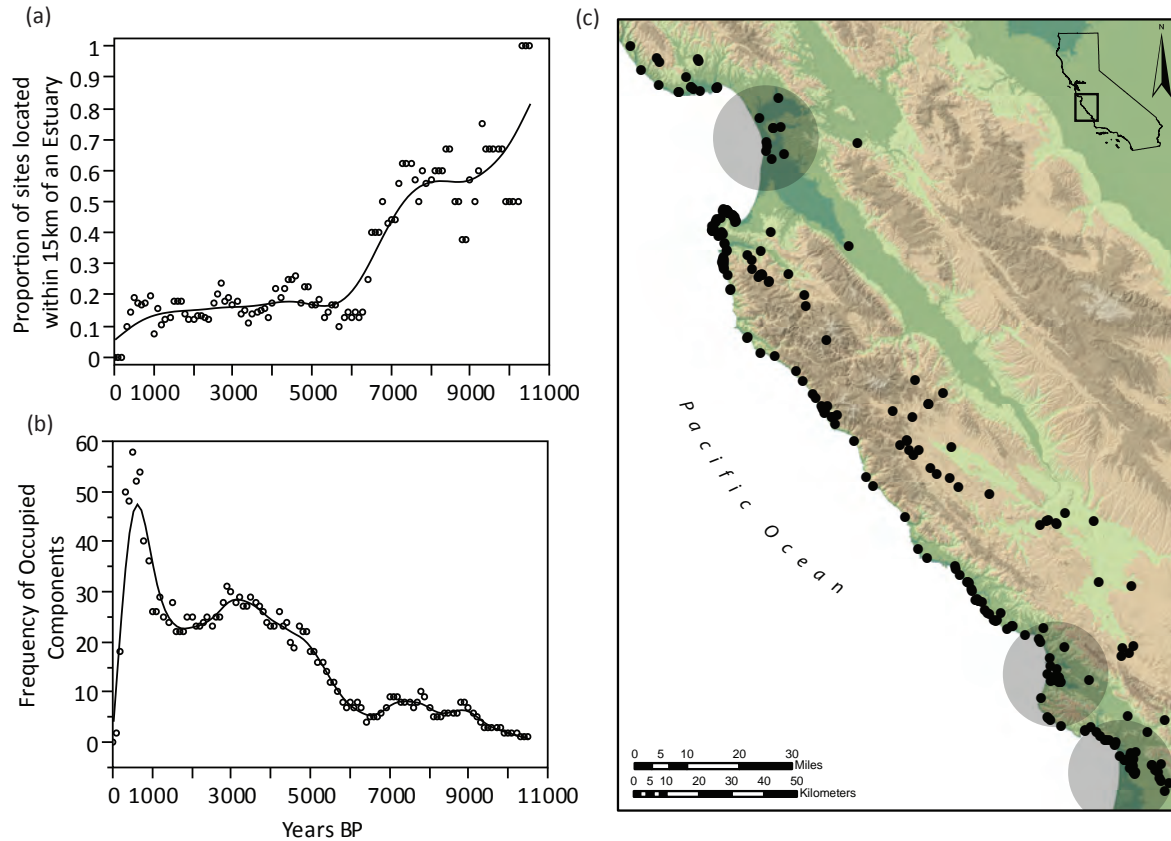 (a)
Proportion of sites located
within 15km of an Estuary
1
0.9
0.8
0.7
0.6
0.5
0.4
0.3
0.2
0.1
0
0 1000 3000 5000 7000 9000 11000
(b)
Frequency of Occupied
Components
60
50
40
30
20
10
0
0 1000 3000 5000 7000 9000 11000
Years BP
(c)
N
Pacific Ocean
0 5 10 20 30
Miles
0 5 10 20 30 40 50
Kilometers